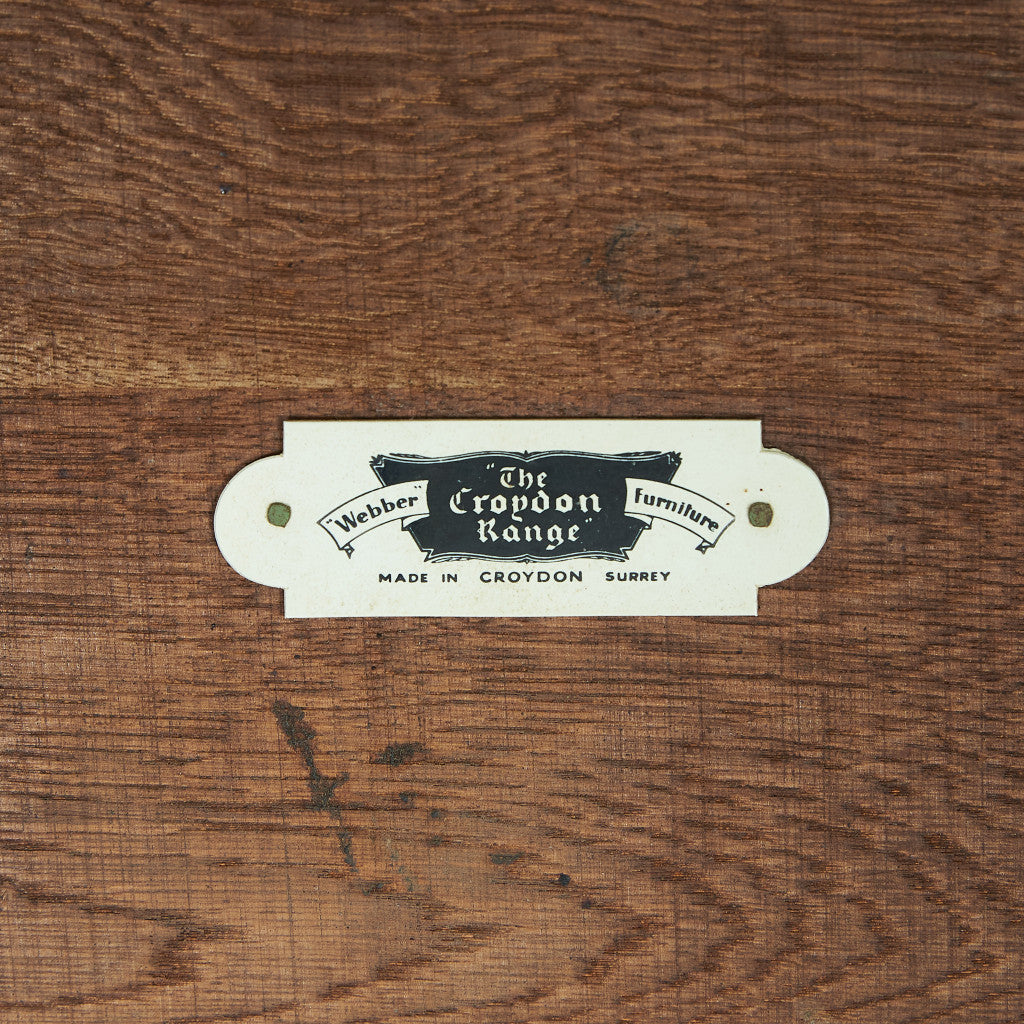 "The
Croydon
Range"
"Webber" Furniture
MADE IN CROYDON SURREY